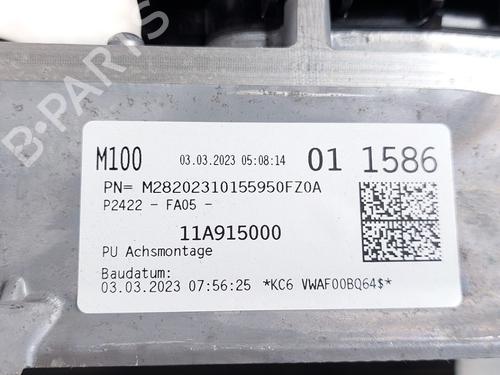 M100 03.03.2023 05:08:14 01 1586
PN= M28202310155950FZ0A
P2422 - FA05 -
11A915000
PU Achsmontage
Baudatum:
03.03.2023 07:56:25 *KC6 VWAF00BQ64$*
B-PARTS